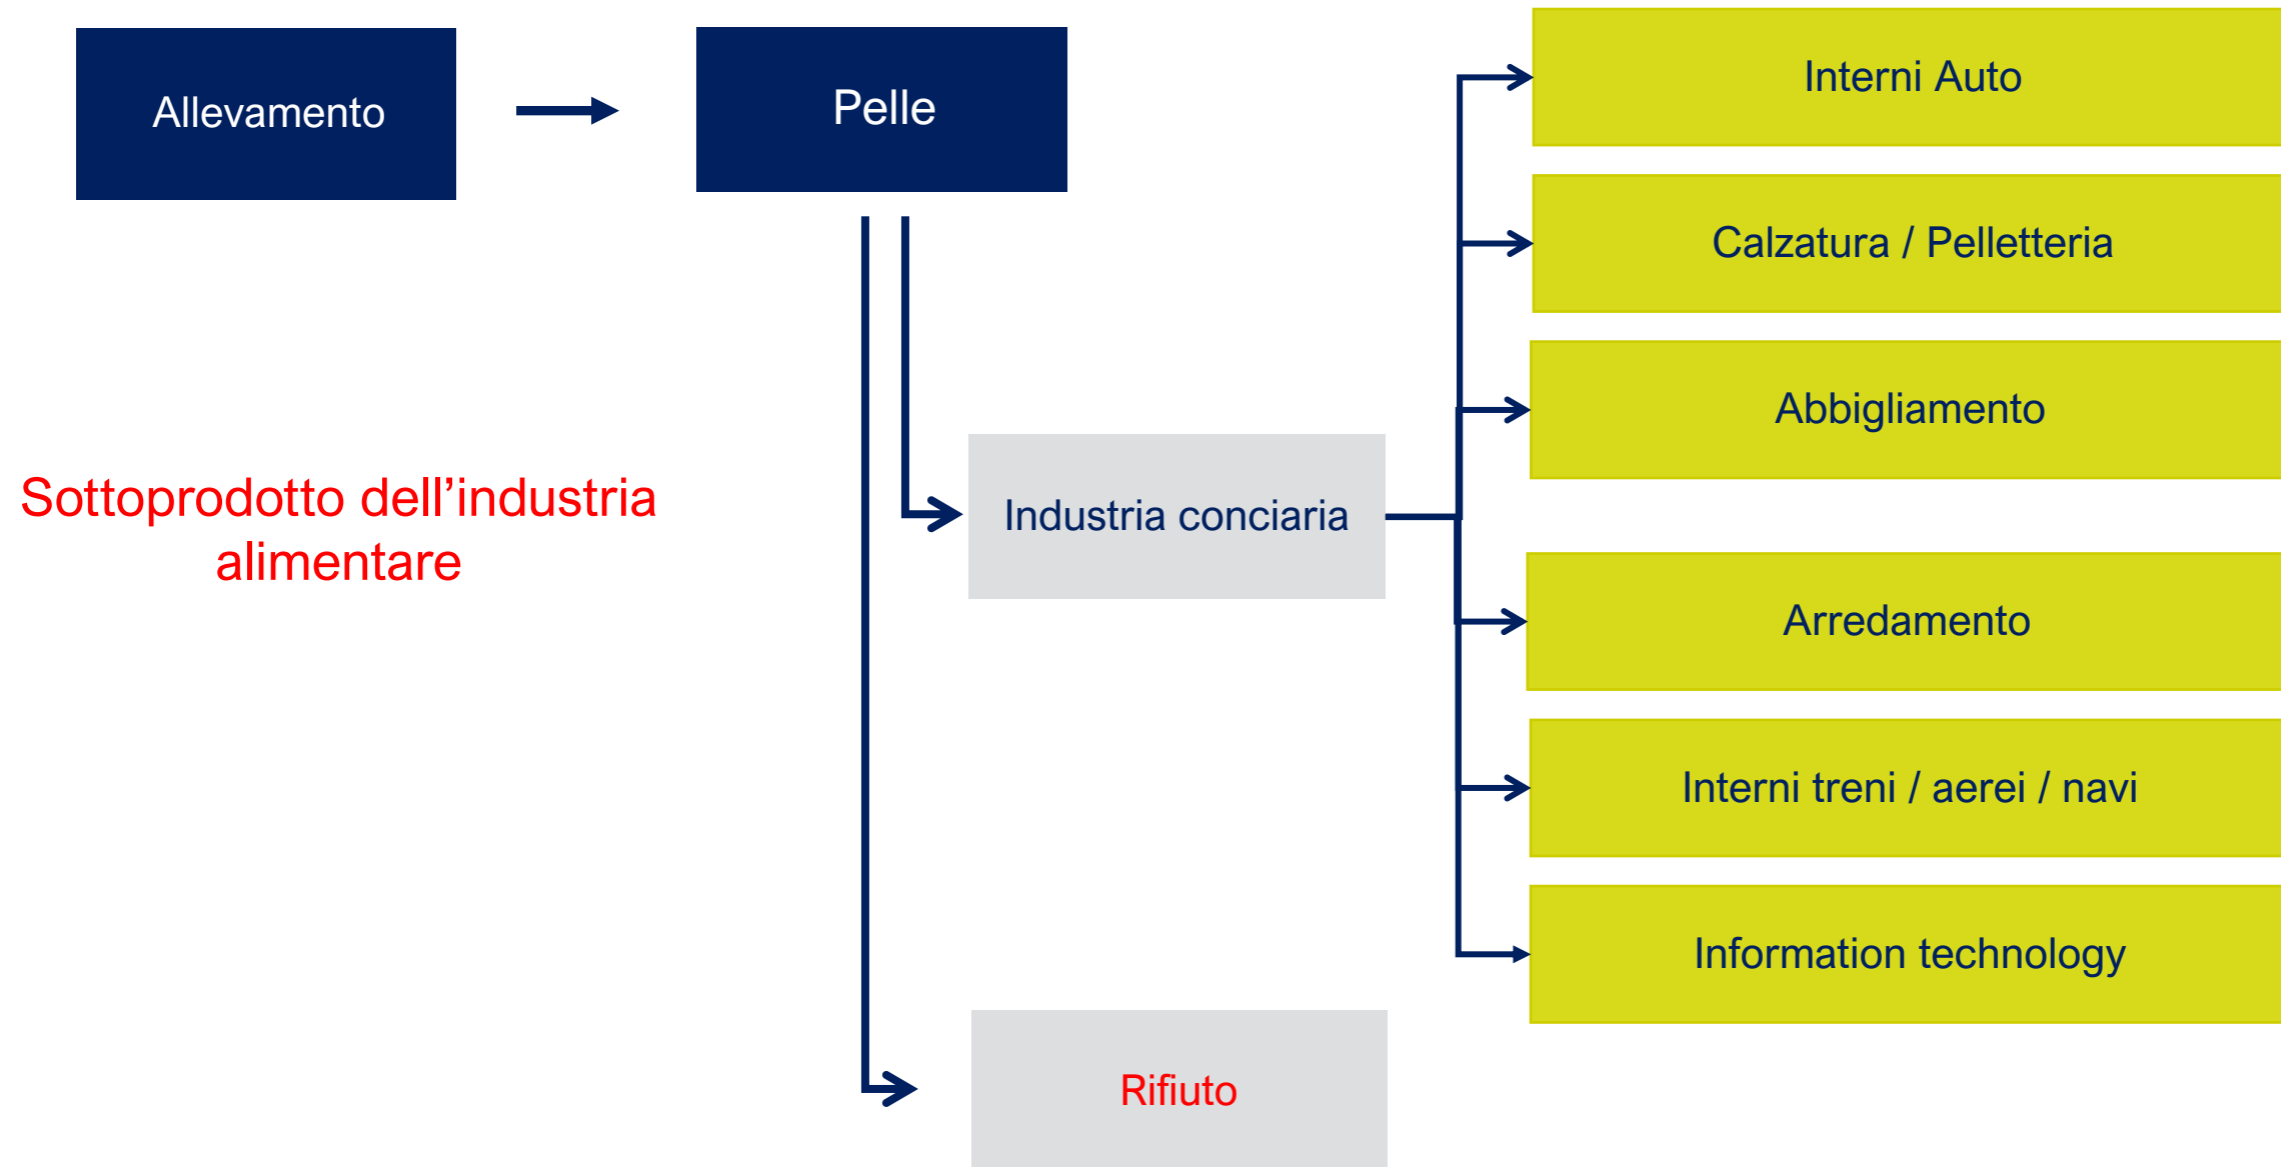 Allevamento
Pelle
Sottoprodotto dell’industria
alimentare
Industria conciaria
Rifiuto
Interni Auto
Calzatura / Pelletteria
Abbigliamento
Arredamento
Interni treni / aerei / navi
Information technology